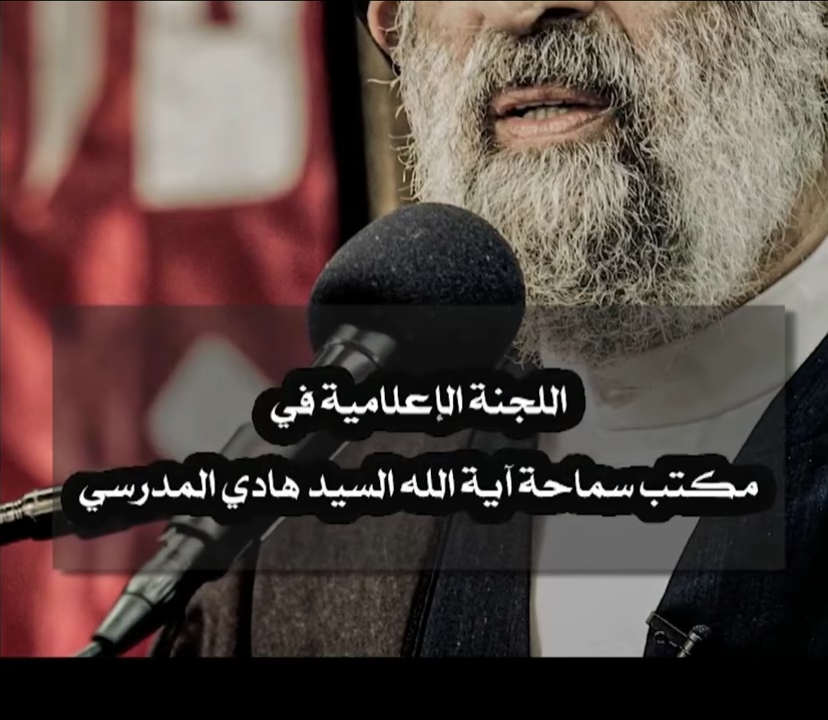 اللجنة الإعلامية في
مكتب سماحة آية الله السيد هادي المدرسي